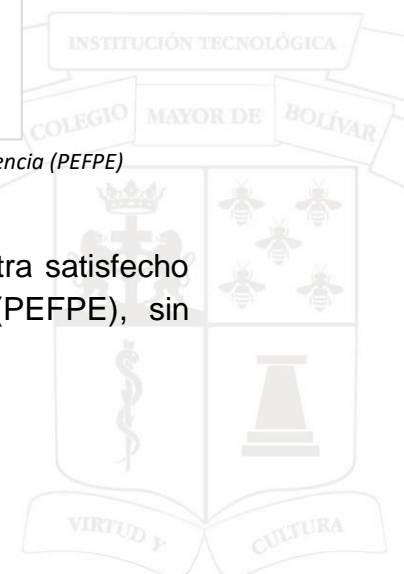 INSTITUCIÓN TECNOLÓGICA
COLEGIO MAYOR DE BOLÍVAR
encia (PEFPE)
tra satisfecho
(PEFPE), sin
VIRTUD Y CULTURA